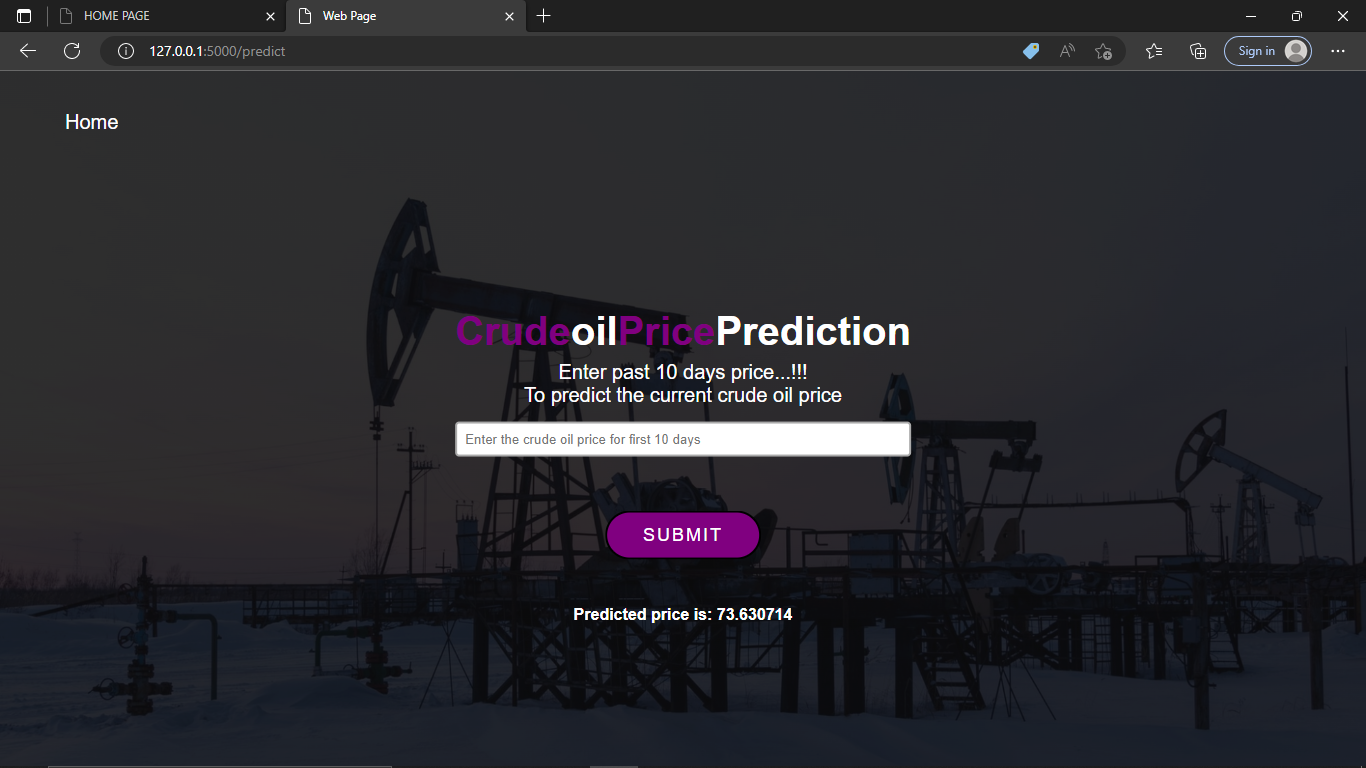 HOME PAGE
Web Page
127.0.0.1:5000/predict
Sign in
Home
CrudeoilPricePrediction
Enter past 10 days price...!!!
To predict the current crude oil price
Enter the crude oil price for first 10 days
SUBMIT
Predicted price is: 73.630714